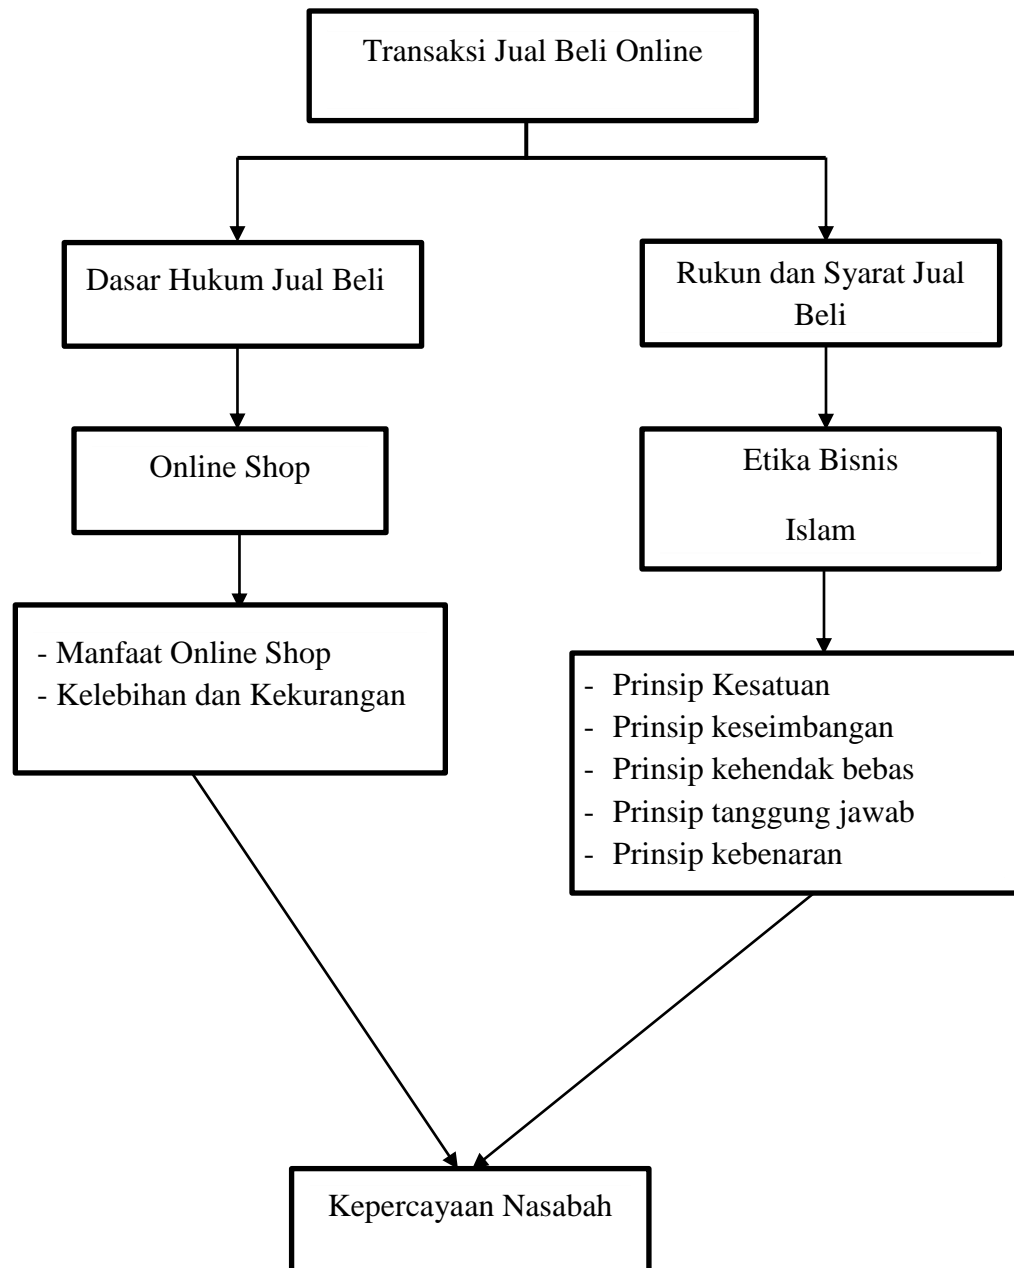 Transaksi Jual Beli Online
Dasar Hukum Jual Beli
Rukun dan Syarat Jual
Beli
Online Shop
Etika Bisnis
Islam
- Manfaat Online Shop
- Kelebihan dan Kekurangan
- Prinsip Kesatuan
- Prinsip keseimbangan
- Prinsip kehendak bebas
- Prinsip tanggung jawab
- Prinsip kebenaran
Kepercayaan Nasabah